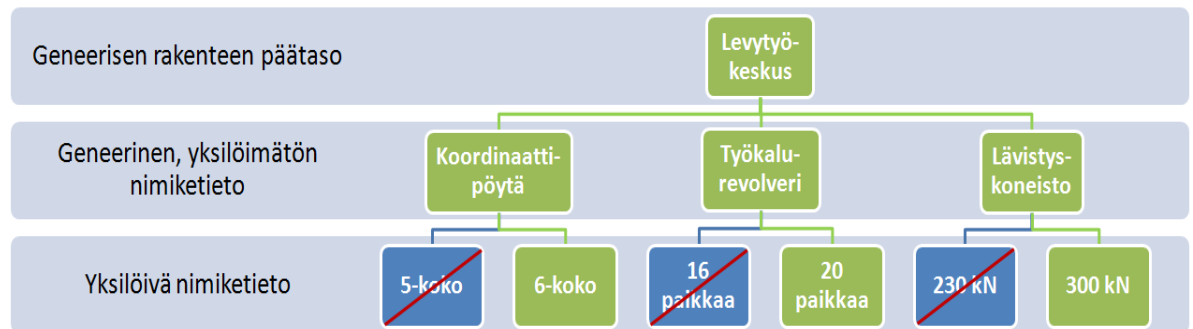 Geneerisen rakenteen päätaso
Levytyö-
keskus
Geneerinen, yksilöimätön
nimiketieto
Koordinaatti-
pöytä
Työkalu-
revolveri
Lävistys-
koneisto
Yksilöivä nimiketieto
5-koko
6-koko
16
paikkaa
20
paikkaa
230 kN
300 kN